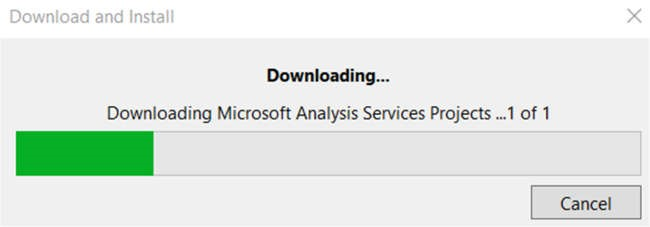 Download and Install
Downloading...
Downloading Microsoft Analysis Services Projects ...1 of 1
Cancel